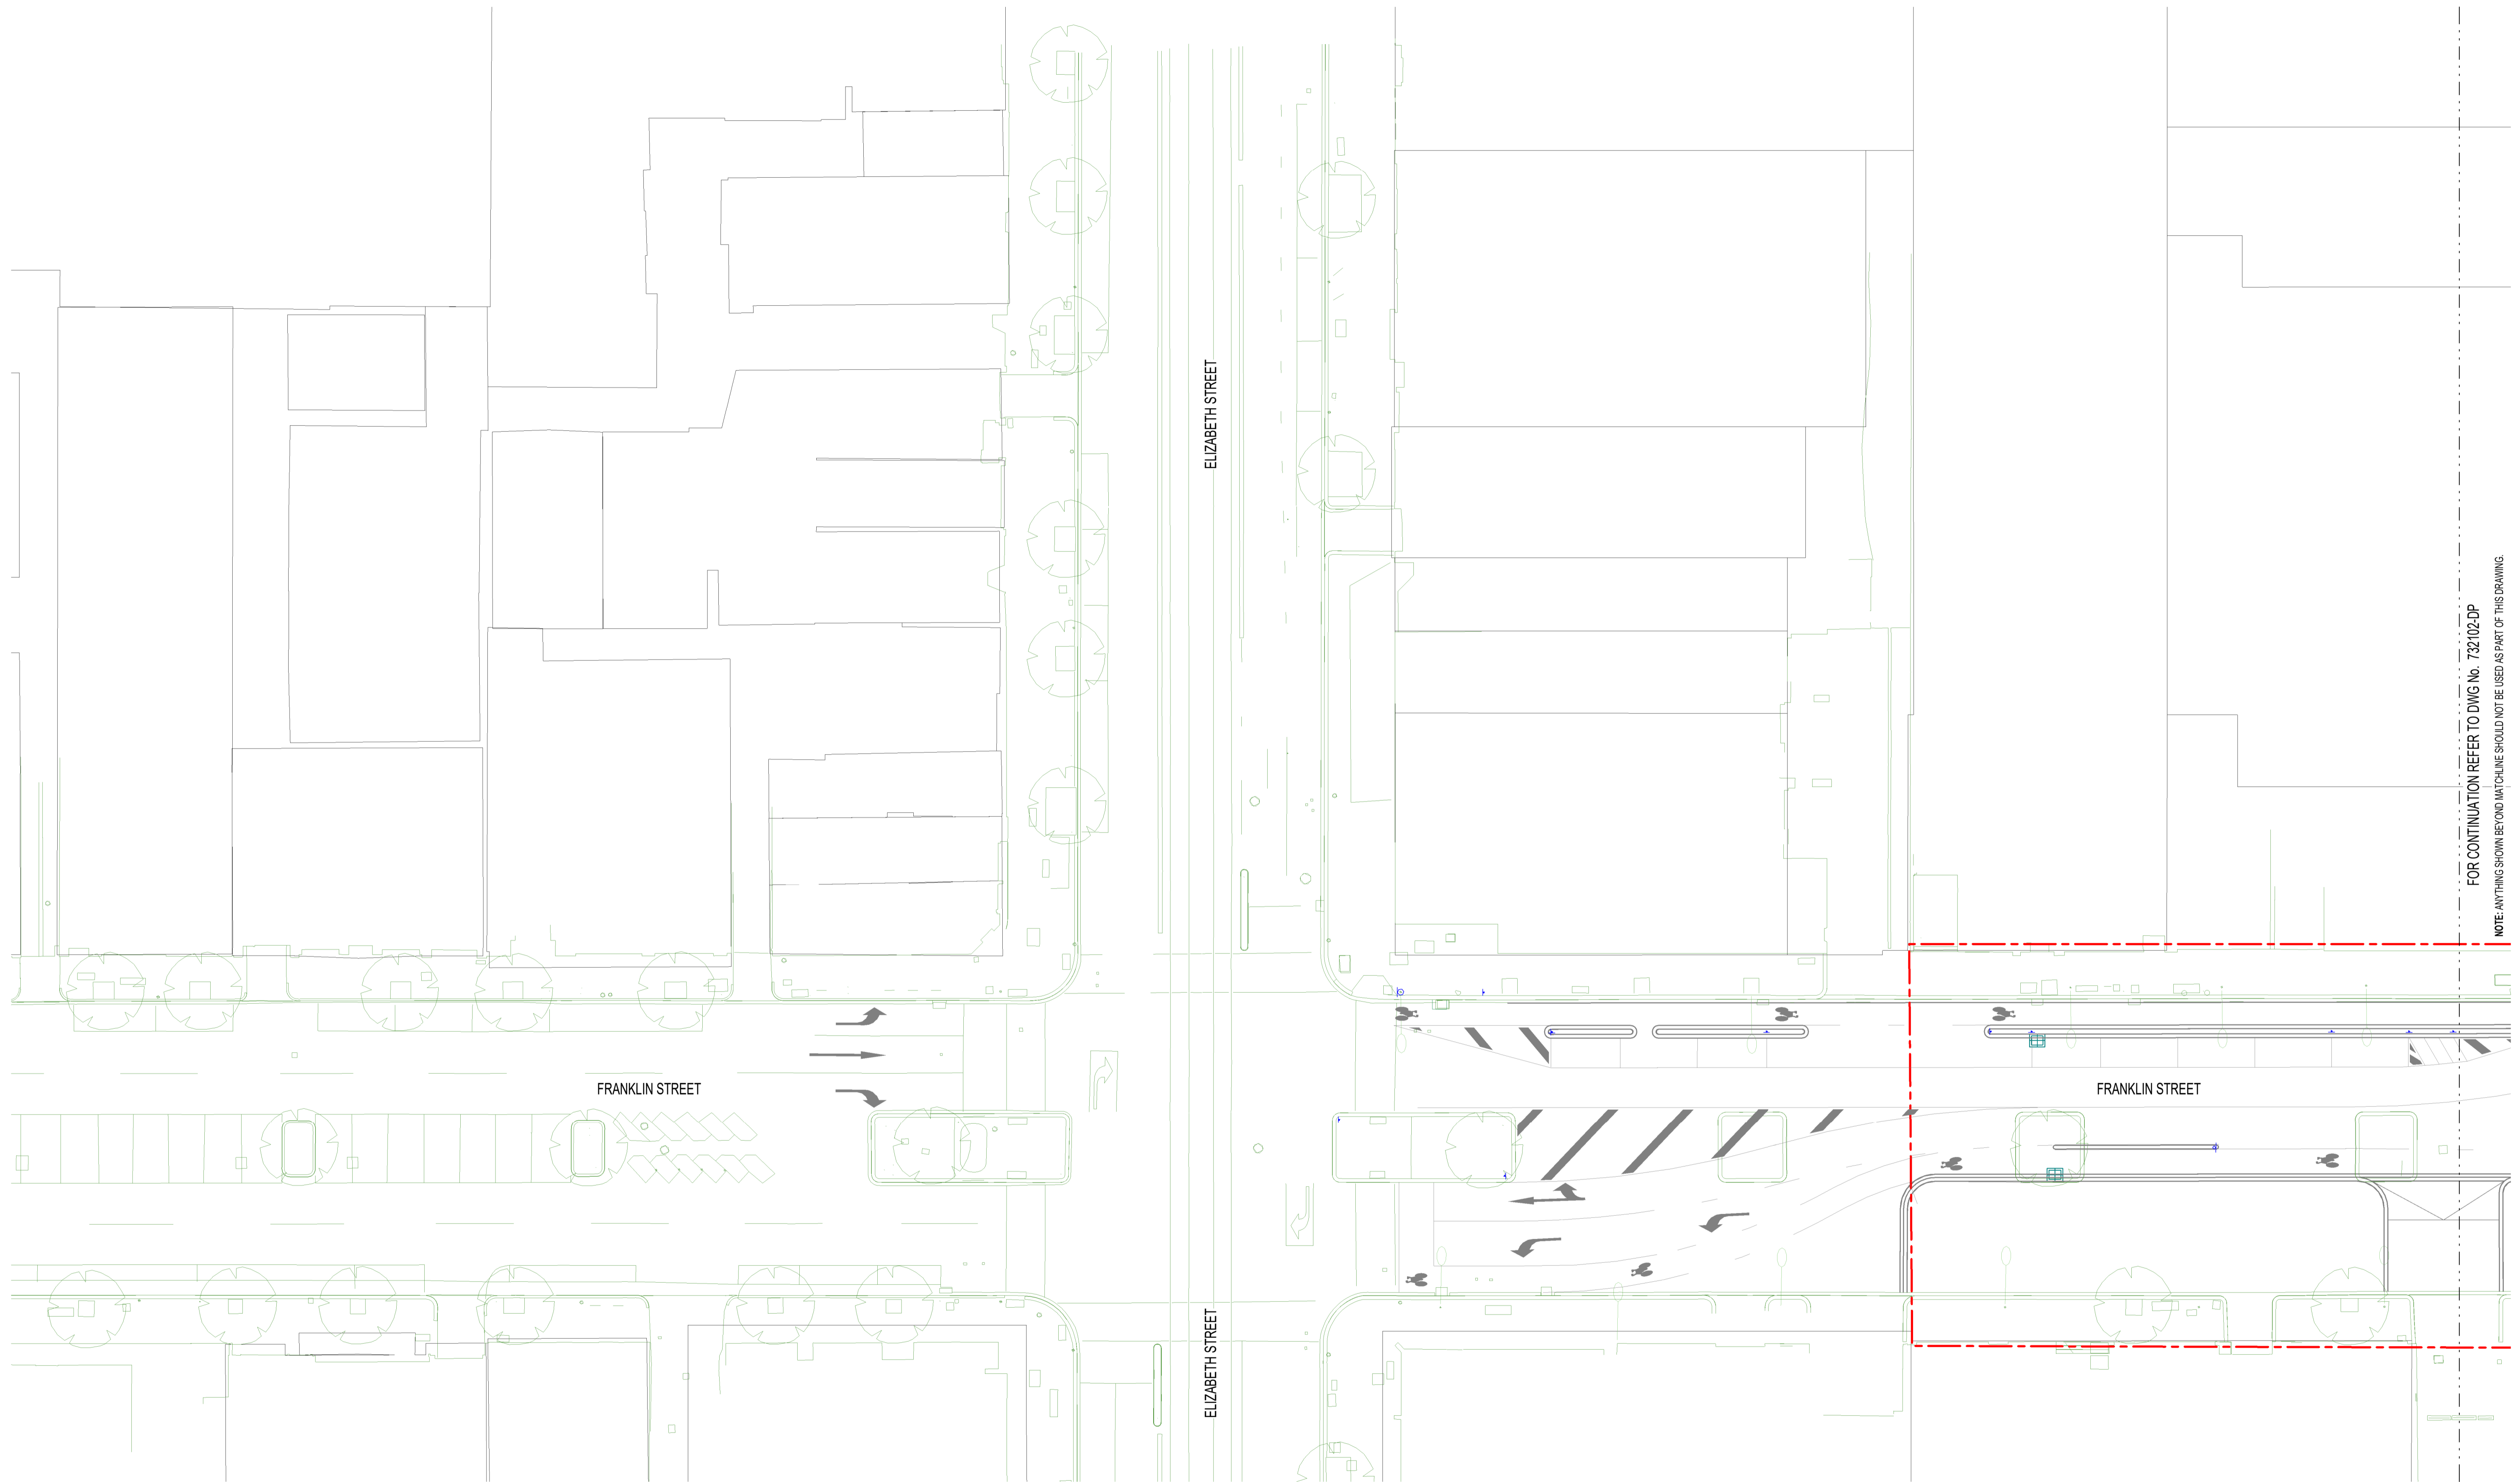 ELIZABETH STREET
FOR CONTINUATION REFER TO DWG No. 732102-DP
NOTE: ANYTHING SHOWN BEYOND MATCHLINE SHOULD NOT BE USED AS PART OF THIS DRAWING.
FRANKLIN STREET
FRANKLIN STREET
ELIZABETH STREET